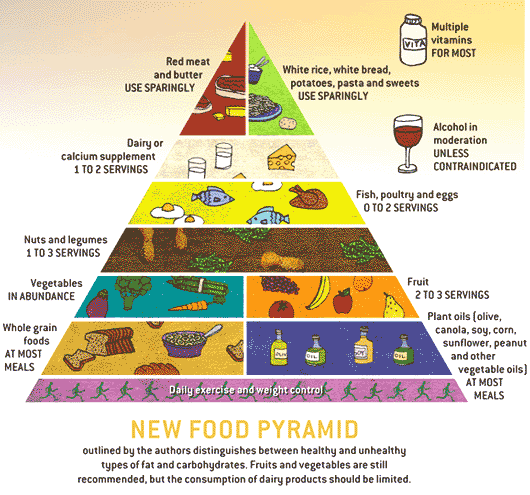 Multiple
vitamins
FOR MOST
VITA
Red meat
and butter
USE SPARINGLY
White rice, white bread,
potatoes, pasta and sweets
USE SPARINGLY
Alcohol in
moderation
UNLESS
CONTRAINDICATED
Dairy or
calcium supplement
1 TO 2 SERVINGS
Fish, poultry and eggs
0 TO 2 SERVINGS
Nuts and legumes
1 TO 3 SERVINGS
Vegetables
IN ABUNDANCE
Fruit
2 TO 3 SERVINGS
Whole grain
foods
AT MOST
MEALS
Plant oils (olive,
canola, soy, corn,
sunflower, peanut
and other
vegetable oils)
AT MOST
MEALS
OIL
SOY
OIL
Daily exercise and weight control
NEW FOOD PYRAMID
outlined by the authors distinguishes between healthy and unhealthy
types of fat and carbohydrates. Fruits and vegetables are still
recommended, but the consumption of dairy products should be limited.